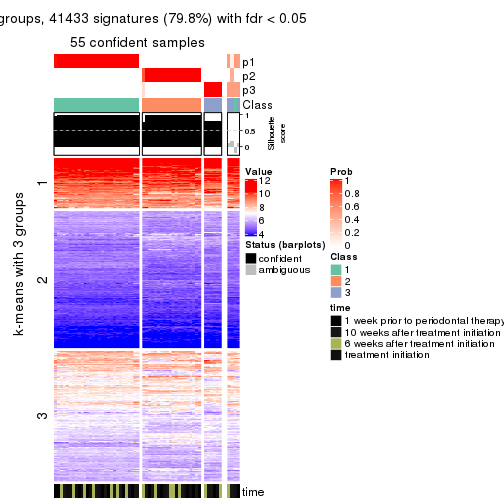 groups, 41433 signatures (79.8%) with fdr < 0.05
55 confident samples
p1
p2
p3
Class
1
0.5
0
Silhouette
score
k-means with 3 groups
1
2
3
time
Value
12
10
8
6
4
Status (barplots)
confident
ambiguous
Prob
1
0.8
0.6
0.4
0.2
0
Class
1
2
3
time
1 week prior to periodontal therapy
10 weeks after treatment initiation
6 weeks after treatment initiation
treatment initiation